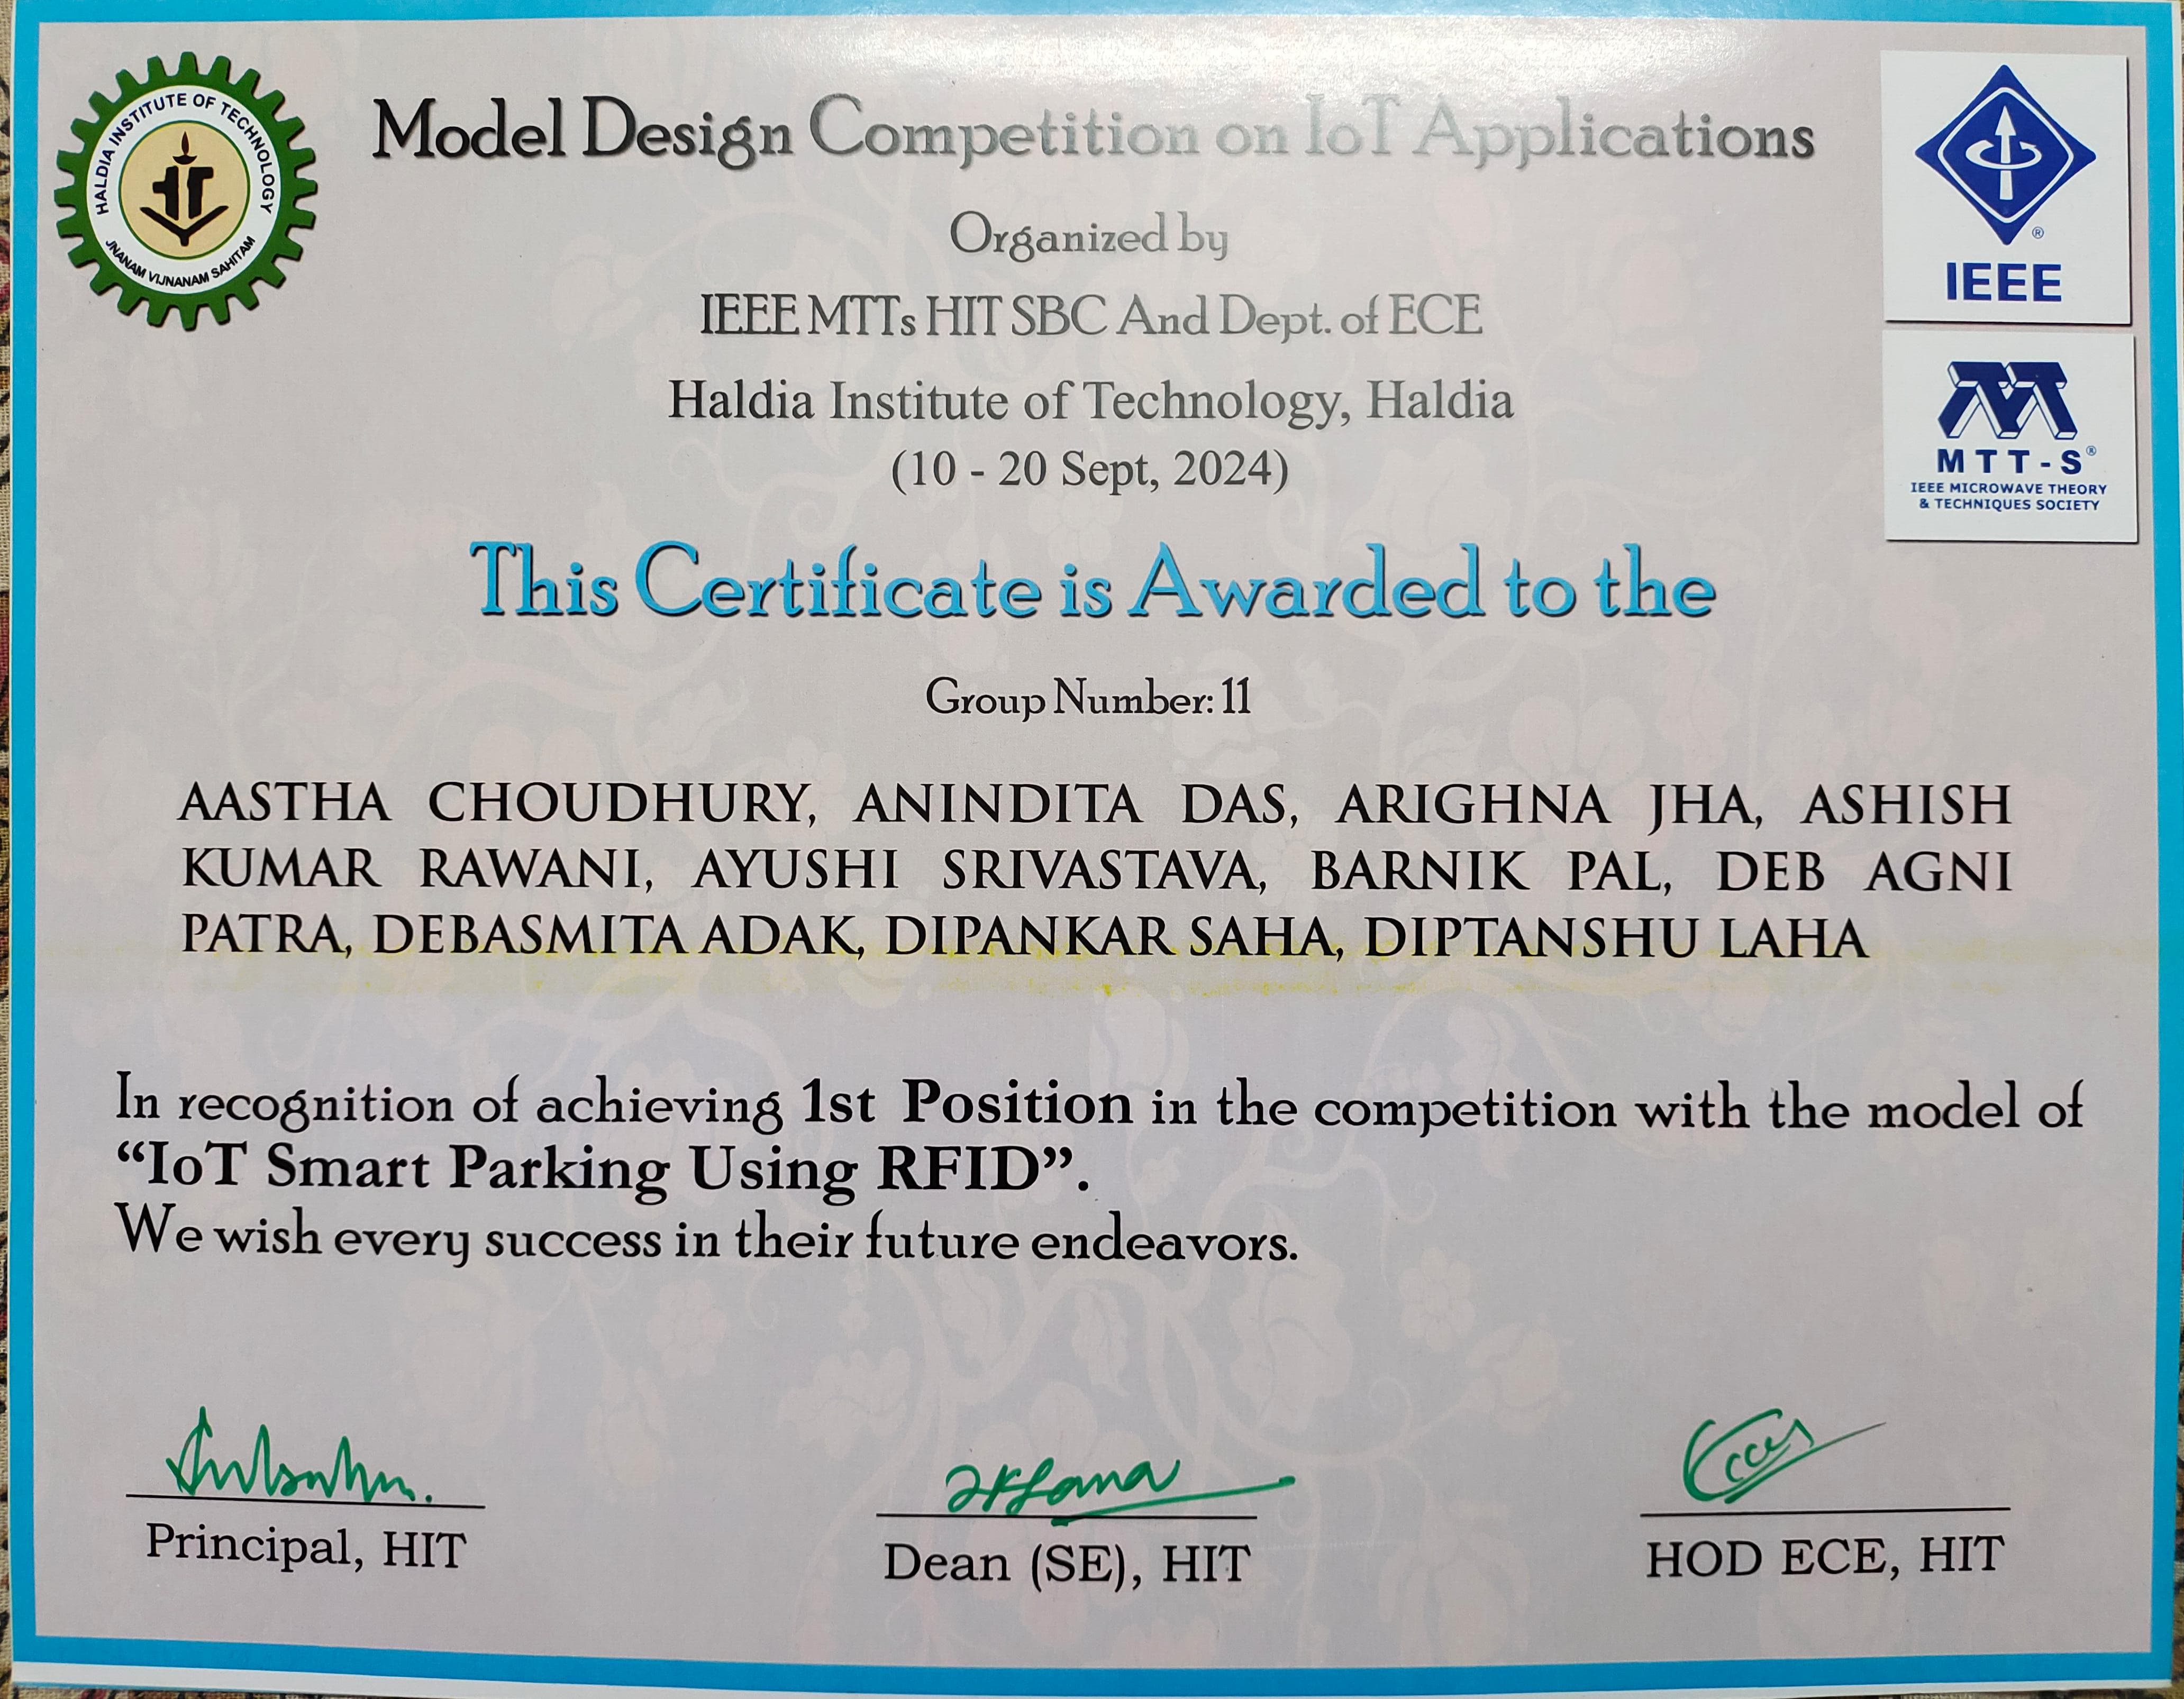 HALDIA INSTITUTE OF TECHNOLOGY
JNANAM VIJNANAM SAHITAM
Model Design Competition on IoT Applications
Organized by
IEEE MTTs HIT SBC And Dept. of ECE
Haldia Institute of Technology, Haldia
(10 - 20 Sept, 2024)
®
IEEE
MTT-S®
IEEE MICROWAVE THEORY
& TECHNIQUES SOCIETY
This Certificate is Awarded to the
Group Number: 11
AASTHA CHOUDHURY, ANINDITA DAS, ARIGHNA JHA, ASHISH
KUMAR RAWANI, AYUSHI SRIVASTAVA, BARNIK PAL, DEB AGNI
PATRA, DEBASMITA ADAK, DIPANKAR SAHA, DIPTANSHU LAHA
In recognition of achieving 1st Position in the competition with the model of
“IoT Smart Parking Using RFID”.
We wish every success in their future endeavors.
Principal, HIT
Dean (SE), HIT
HOD ECE, HIT